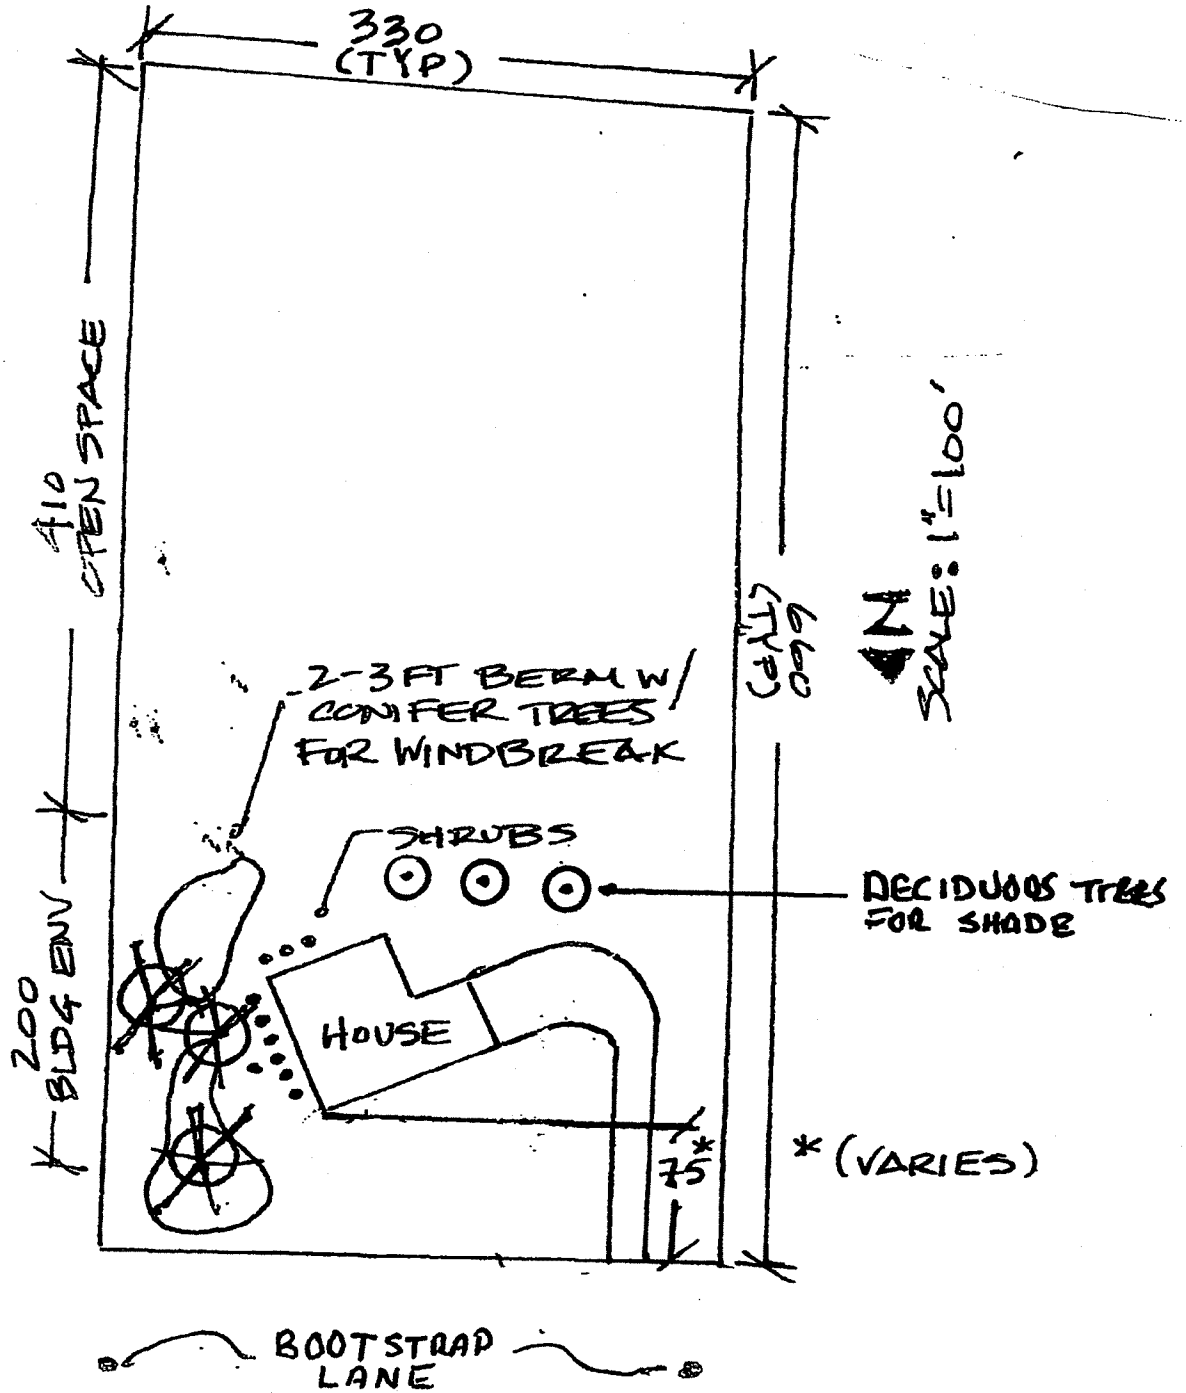 330
(TYP)
410
OPEN SPACE
660
(TYP)
N
SCALE: 1"=100'
2-3 FT BERM W/
CONIFER TREES
FOR WINDBREAK
SHRUBS
DECIDUOUS TREES
FOR SHADE
200
BLDG ENV
HOUSE
75*
* (VARIES)
BOOTSTRAP
LANE